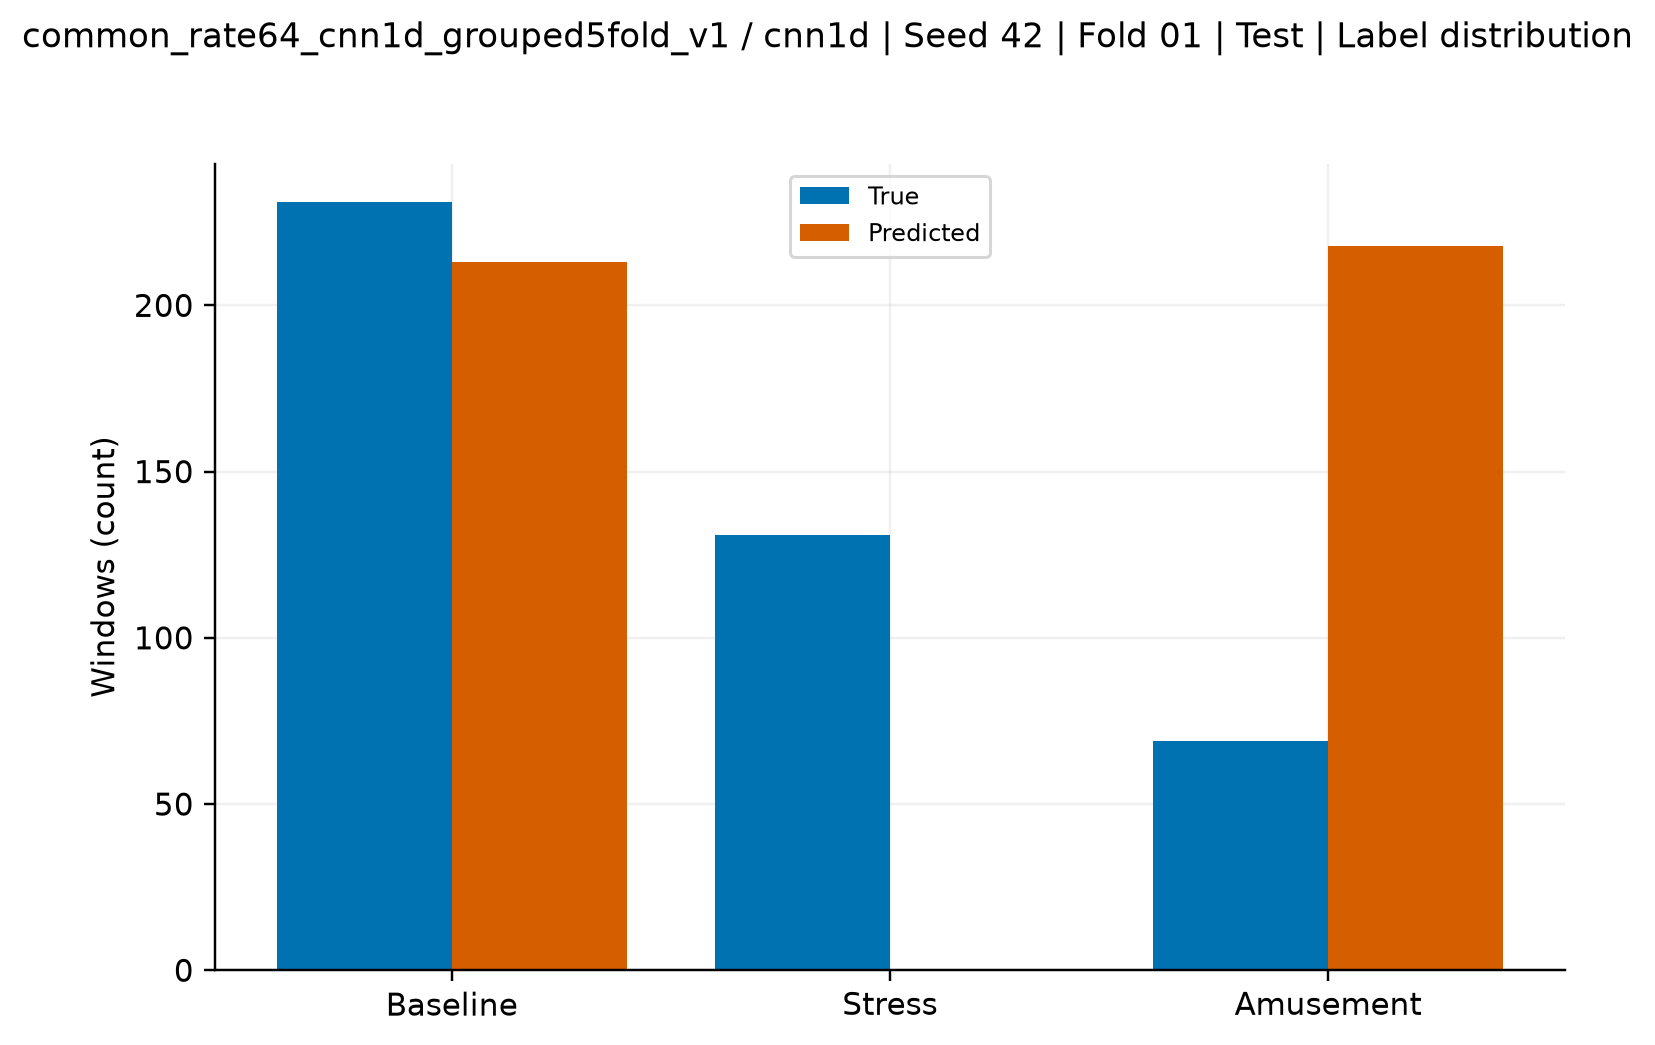 common_rate64_cnn1d_grouped5fold_v1 / cnn1d | Seed 42 | Fold 01 | Test | Label distribution
True
Predicted
Windows (count)
200
150
100
50
0
Baseline
Stress
Amusement